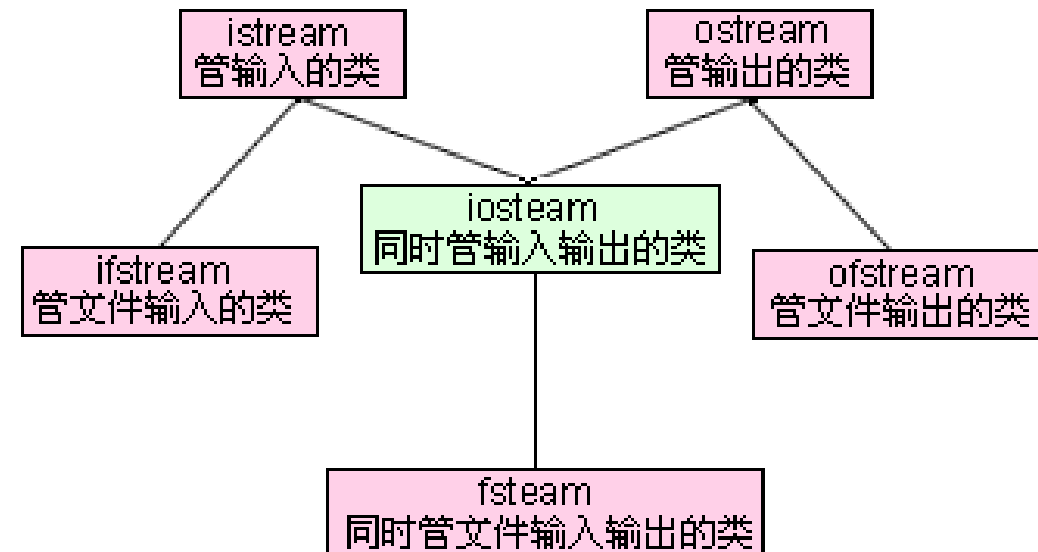 istream
管输入的类
ostream
管输出的类
iosteam
同时管输入输出的类
ifstream
管文件输入的类
ofstream
管文件输出的类
fsteam
同时管文件输入输出的类